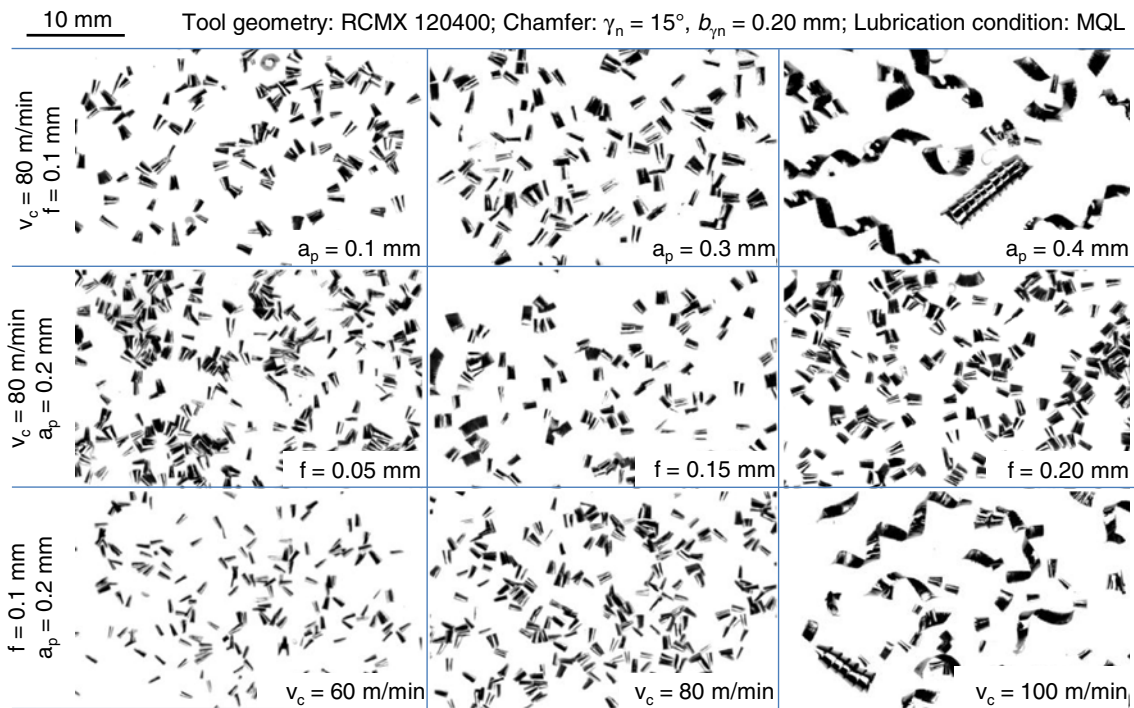 10 mm
Tool geometry: RCMX 120400; Chamfer: γn = 15°, bγn = 0.20 mm; Lubrication condition: MQL
vc = 80 m/min
f = 0.1 mm
ap = 0.1 mm
ap = 0.3 mm
ap = 0.4 mm
vc = 80 m/min
ap = 0.2 mm
f = 0.05 mm
f = 0.15 mm
f = 0.20 mm
f = 0.1 mm
ap = 0.2 mm
vc = 60 m/min
vc = 80 m/min
vc = 100 m/min